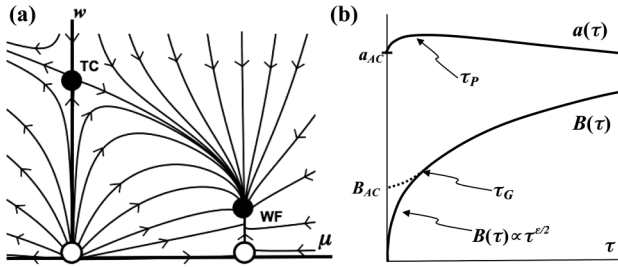 (a)
w
TC
WF
μ
(b)
a(τ)
a_AC
τ_P
B(τ)
B_AC
τ_G
B(τ)∝τ^ε/2
τ